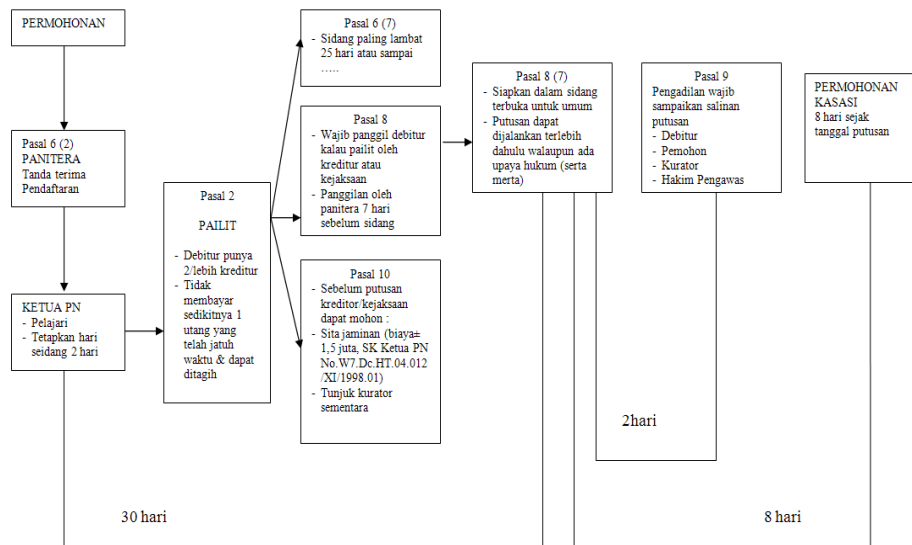 PERMOHONAN
Pasal 6 (2)
PANITERA
Tanda terima
Pendaftaran
KETUA PN
- Pelajari
- Tetapkan hari
seidang 2 hari
Pasal 2
PAILIT
- Debitur punya
2/lebih kreditur
- Tidak
membayar
sedikitnya 1
utang yang
telah jatuh
waktu & dapat
ditagih
Pasal 6 (7)
- Sidang paling lambat
25 hari atau sampai
…..
Pasal 8
- Wajib panggil debitur
kalau pailit oleh
kreditur atau
kejaksaan
- Panggilan oleh
panitera 7 hari
sebelum sidang
Pasal 10
- Sebelum putusan
kreditor/kejaksaan
dapat mohon :
- Sita jaminan (biaya±
1,5 juta, SK Ketua PN
No.W7.Dc.HT.04.012
/XI/1998.01)
- Tunjuk kurator
sementara
Pasal 8 (7)
- Siapkan dalam sidang
terbuka untuk umum
- Putusan dapat
dijalankan terlebih
dahulu walaupun ada
upaya hukum (serta
merta)
Pasal 9
Pengadilan wajib
sampaikan salinan
putusan
- Debitur
- Pemohon
- Kurator
- Hakim Pengawas
PERMOHONAN
KASASI
8 hari sejak
tanggal putusan
2hari
30 hari
8 hari